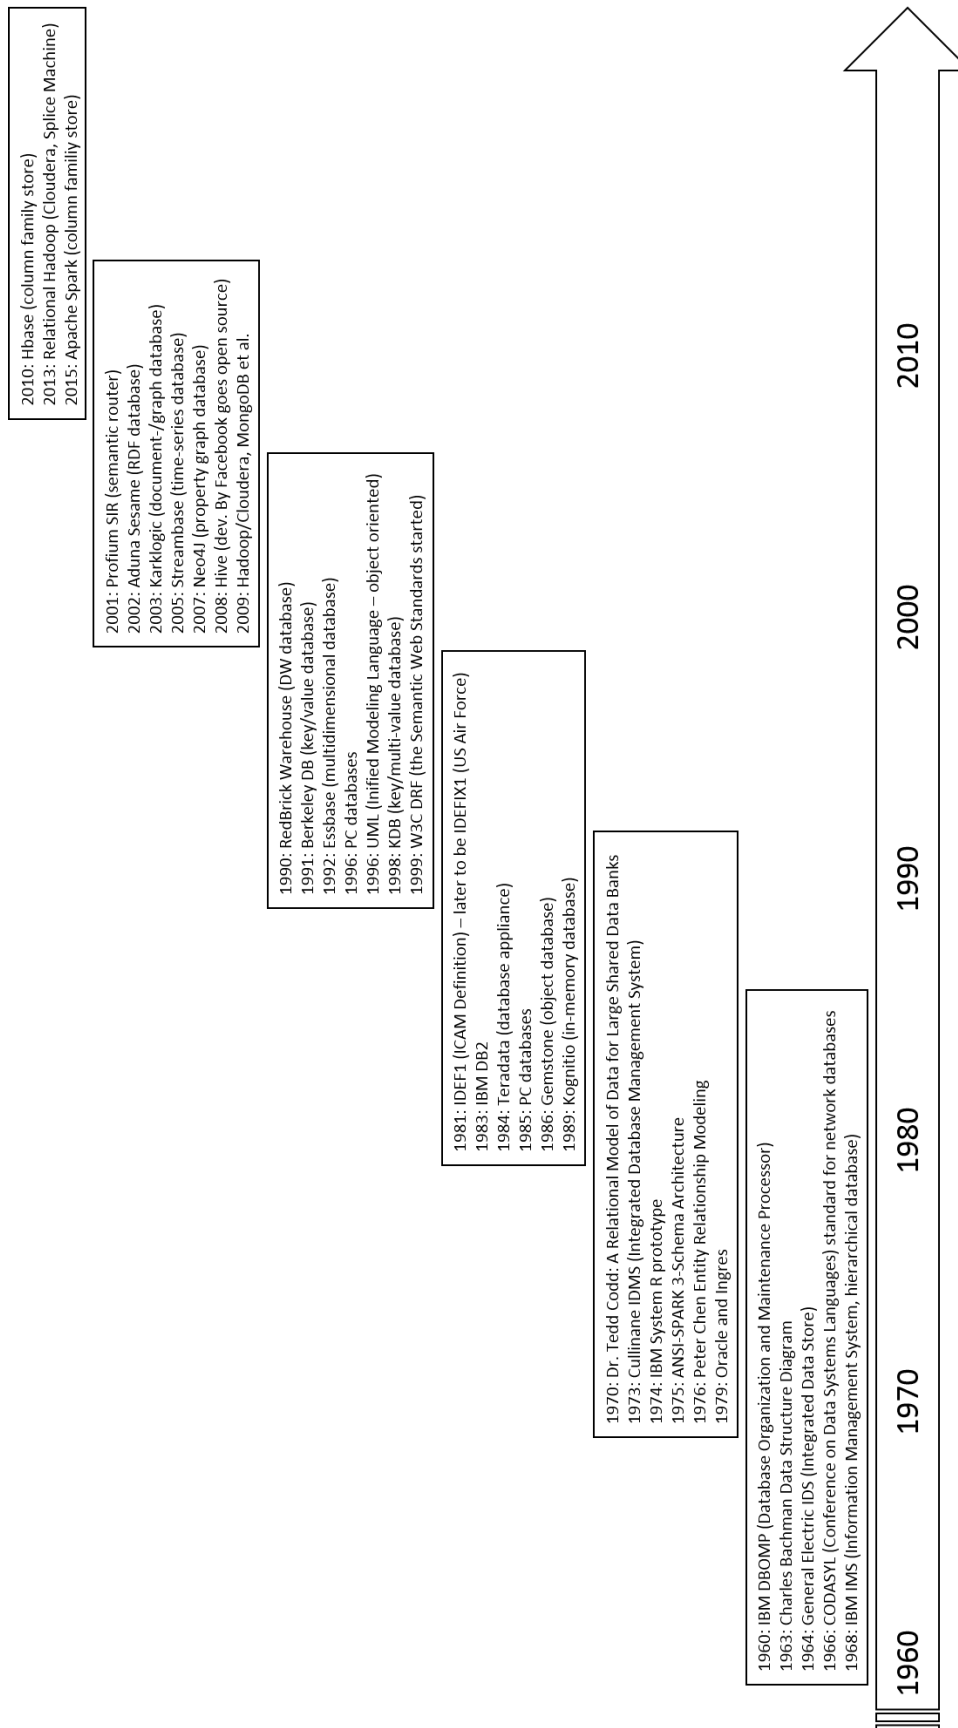 1960: IBM DBOMP (Database Organization and Maintenance Processor)
1963: Charles Bachman Data Structure Diagram
1964: General Electric IDS (Integrated Data Store)
1966: CODASYL (Conference on Data Systems Languages) standard for network databases
1968: IBM IMS (Information Management System, hierarchical database)
1970: Dr. Tedd Codd: A Relational Model of Data for Large Shared Data Banks
1973: Cullinane IDMS (Integrated Database Management System)
1974: IBM System R prototype
1975: ANSI-SPARK 3-Schema Architecture
1976: Peter Chen Entity Relationship Modeling
1979: Oracle and Ingres
1981: IDEF1 (ICAM Definition) – later to be IDEFIX1 (US Air Force)
1983: IBM DB2
1984: Teradata (database appliance)
1985: PC databases
1986: Gemstone (object database)
1989: Kognitio (in-memory database)
1990: RedBrick Warehouse (DW database)
1991: Berkeley DB (key/value database)
1992: Essbase (multidimensional database)
1996: PC databases
1996: UML (Inified Modeling Language – object oriented)
1998: KDB (key/multi-value database)
1999: W3C DRF (the Semantic Web Standards started)
2001: Profium SIR (semantic router)
2002: Aduna Sesame (RDF database)
2003: Karklogic (document-/graph database)
2005: Streambase (time-series database)
2007: Neo4J (property graph database)
2008: Hive (dev. By Facebook goes open source)
2009: Hadoop/Cloudera, MongoDB et al.
2010: Hbase (column family store)
2013: Relational Hadoop (Cloudera, Splice Machine)
2015: Apache Spark (column familiy store)
1960
1970
1980
1990
2000
2010